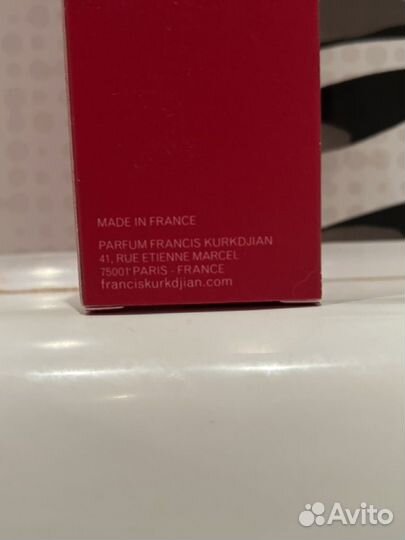 MADE IN FRANCE
PARFUM FRANCIS KURKDJIAN
41, RUE ETIENNE MARCEL
75001 PARIS - FRANCE
franciskurkdjian.com
Avito